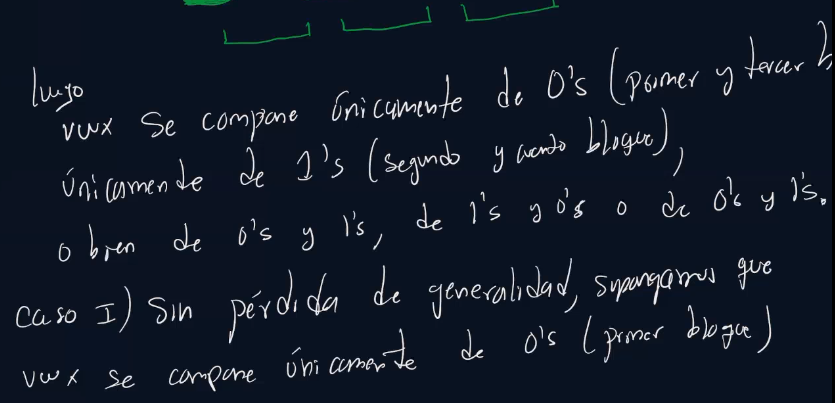 luego
vwx se compone únicamente de 0's (primer y tercer b
únicamente de 1's (segundo y cuarto bloque),
o bien de 0's y 1's, de 1's y 0's o de 0's y 1's.
Caso I) Sin pérdida de generalidad, supongamos que
vwx se compone únicamente de 0's (primer bloque)